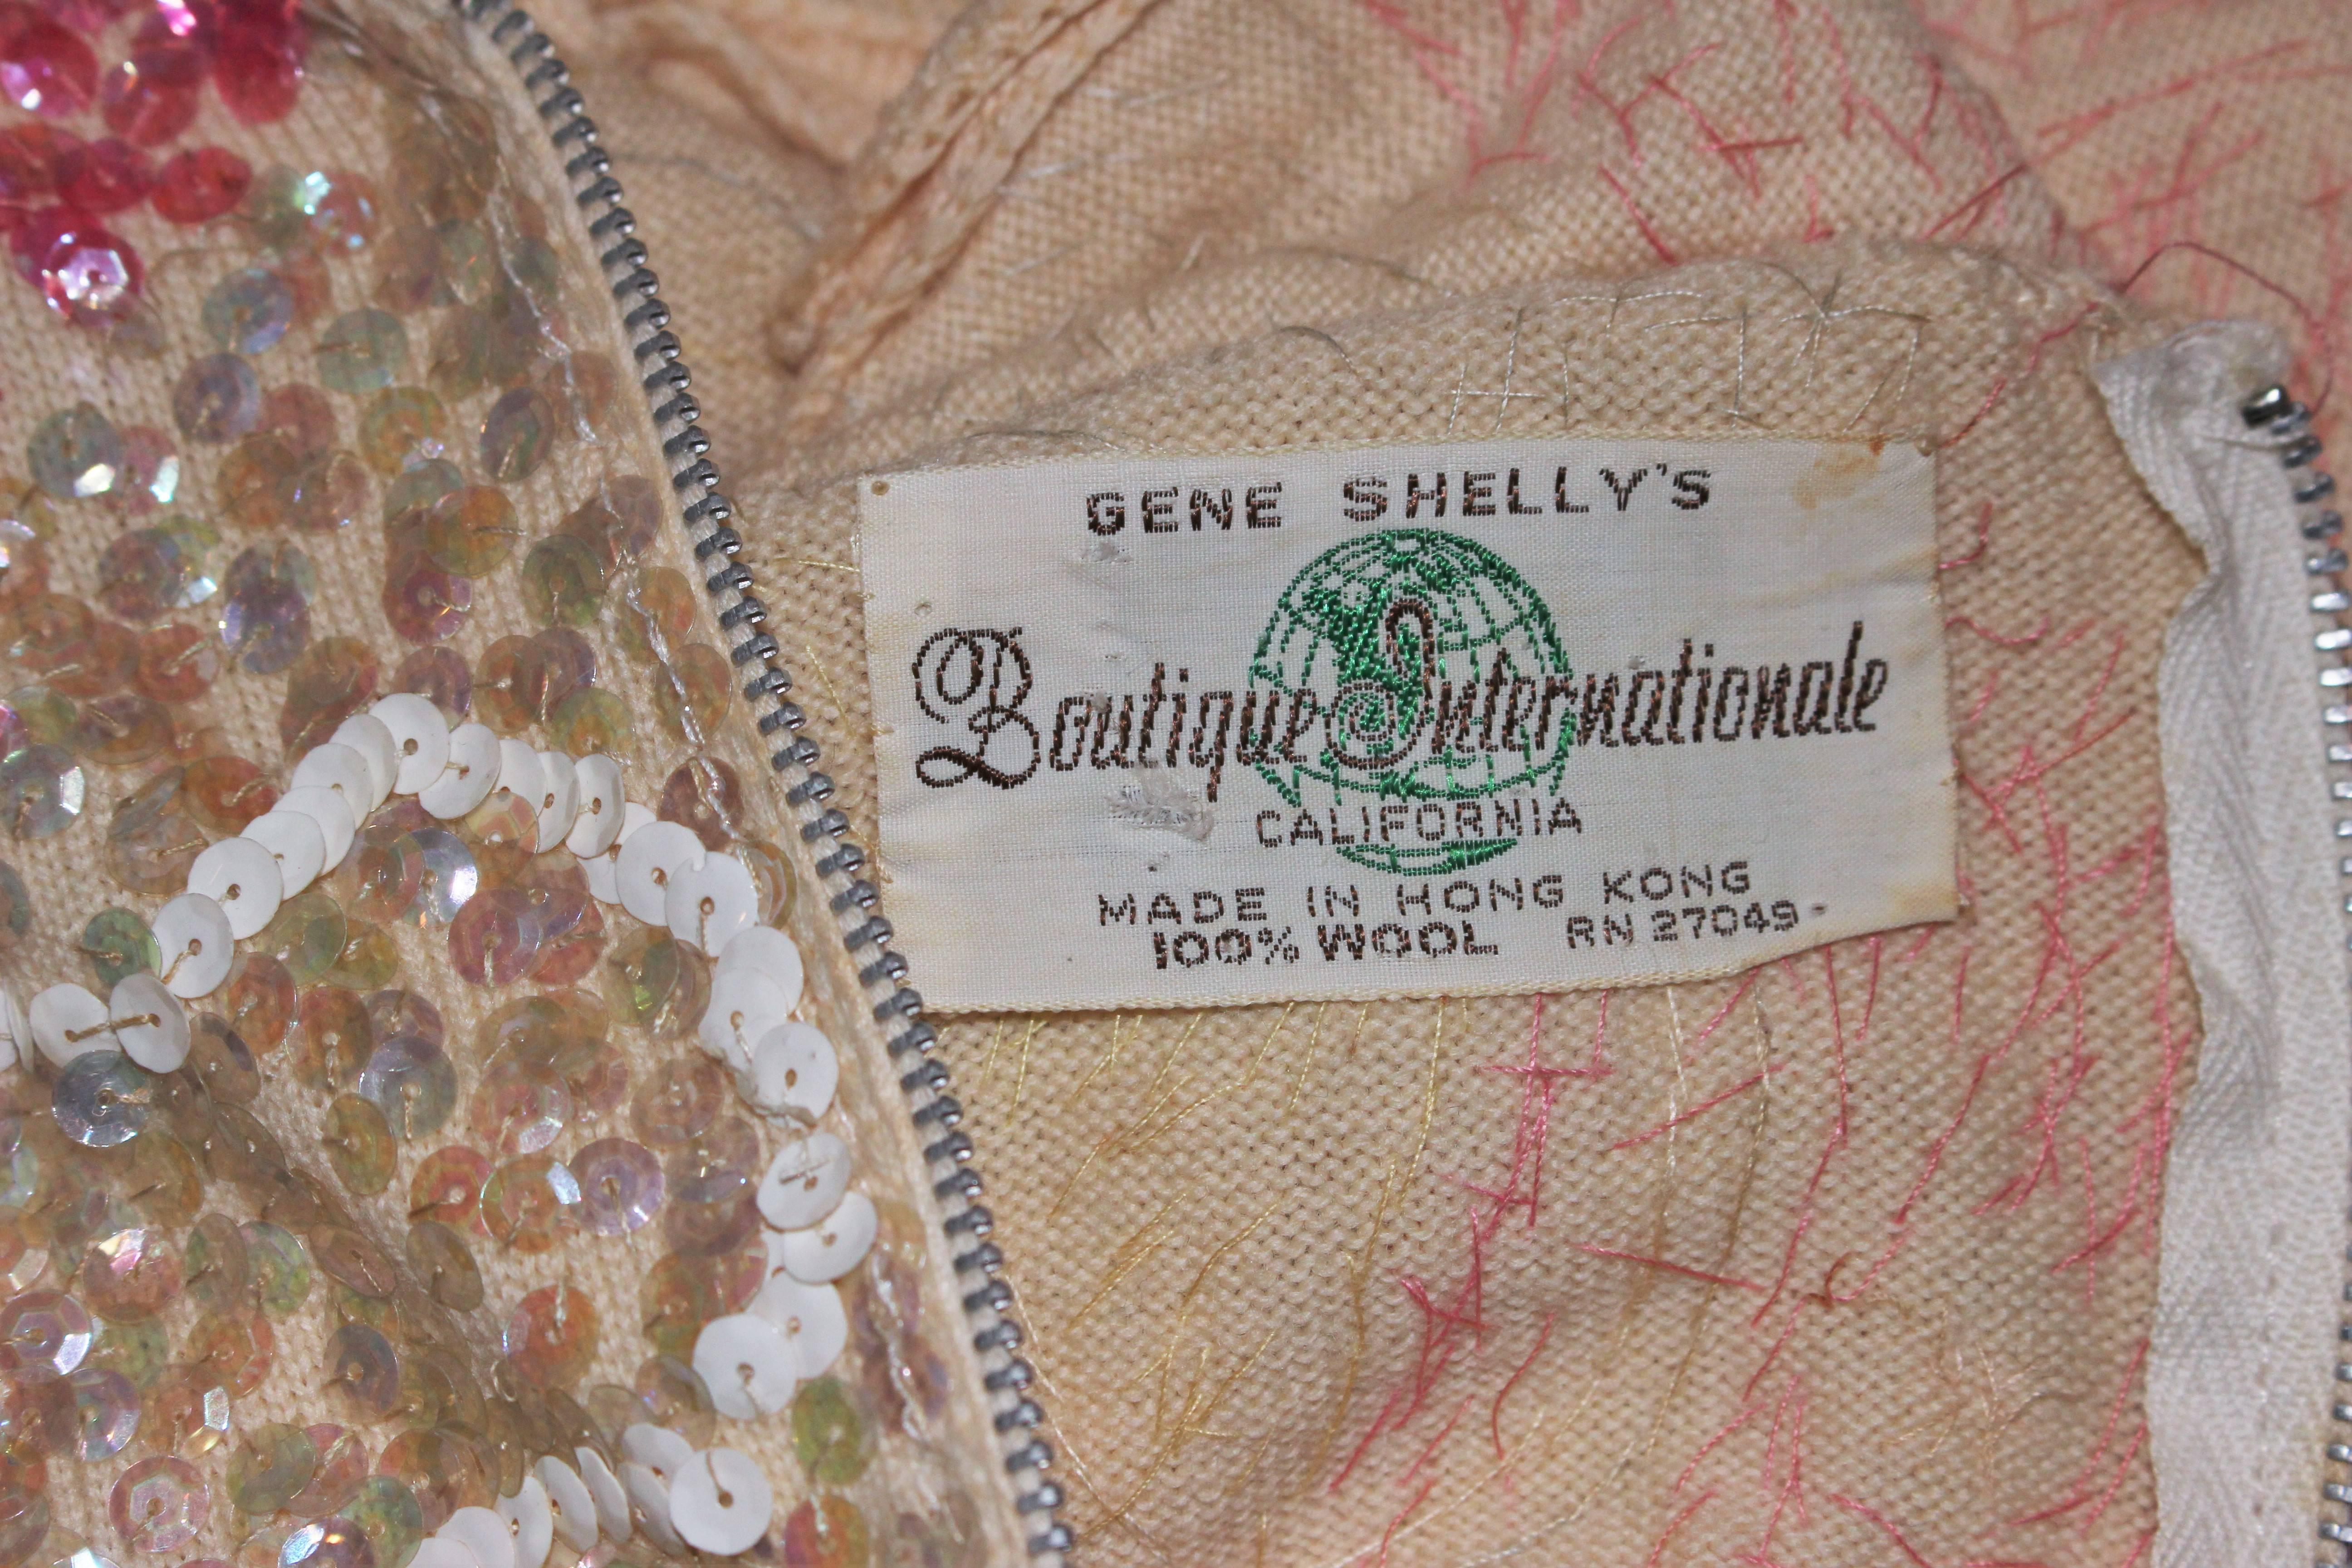 GENE SHELLY'S
Boutique Internationale
CALIFORNIA
MADE IN HONG KONG
100% WOOL RN 27049